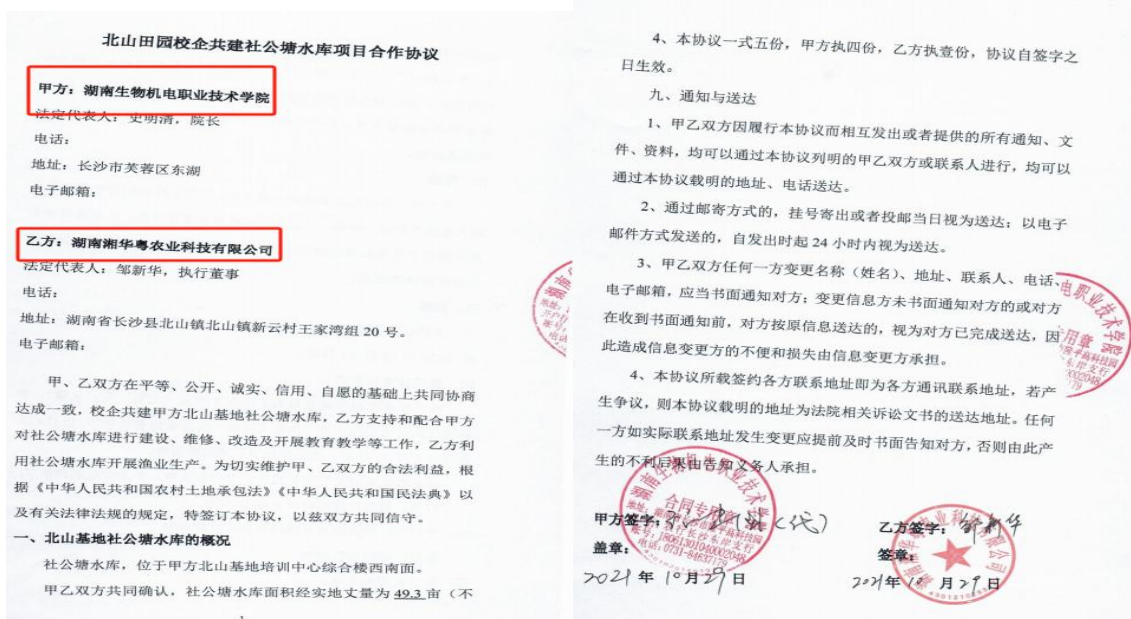 北山田园校企共建社公塘水库项目合作协议
甲方：湖南生物机电职业技术学院
法定代表人：史明清，院长
电话：
地址：长沙市芙蓉区东湖
电子邮箱：
乙方：湖南湘华粤农业科技有限公司
法定代表人：邹新华，执行董事
电话：
地址：湖南省长沙县北山镇北山镇新云村王家湾组 20 号。
电子邮箱：
甲、乙双方在平等、公开、诚实、信用、自愿的基础上共同协商
达成一致，校企共建甲方北山基地社公塘水库，乙方支持和配合甲方
对社公塘水库进行建设、维修、改造及开展教育教学等工作，乙方利
用社公塘水库开展渔业生产。为切实维护甲、乙双方的合法利益，根
据《中华人民共和国农村土地承包法》《中华人民共和国民法典》以
及有关法律法规的规定，特签订本协议，以兹双方共同信守。
一、北山基地社公塘水库的概况
社公塘水库，位于甲方北山基地培训中心综合楼西南面。
甲乙双方共同确认，社公塘水库面积经实地丈量为 49.3 亩（不
4、本协议一式五份，甲方执四份，乙方执壹份，协议自签字之
日生效。
九、通知与送达
1、甲乙双方因履行本协议而相互发出或者提供的所有通知、文
件、资料，均可以通过本协议列明的甲乙双方或联系人进行，均可以
通过本协议载明的地址、电话送达。
2、通过邮寄方式的，挂号寄出或者投邮当日视为送达；以电子
邮件方式发送的，自发出时起 24 小时内视为送达。
3、甲乙双方任何一方变更名称（姓名）、地址、联系人、电话、
电子邮箱，应当书面通知对方；变更信息方未书面通知对方的或对方
在收到书面通知前，对方按原信息送达的，视为对方已完成送达，因
此造成信息变更方的不便和损失由信息变更方承担。
4、本协议所载签约各方联系地址即为各方通讯联系地址，若产
生争议，则本协议载明的地址为法院相关诉讼文书的送达地址。任何
一方如实际联系地址发生变更应提前及时书面告知对方，否则由此产
生的不利后果由告知义务人承担。
湖南生物机电职业技术学院
合同专用章
电话：0731-84637179
甲方签字：（代）
盖章：
2021 年 10 月 29 日
乙方签字：邹新华
签章：
2021 年 10 月 29 日